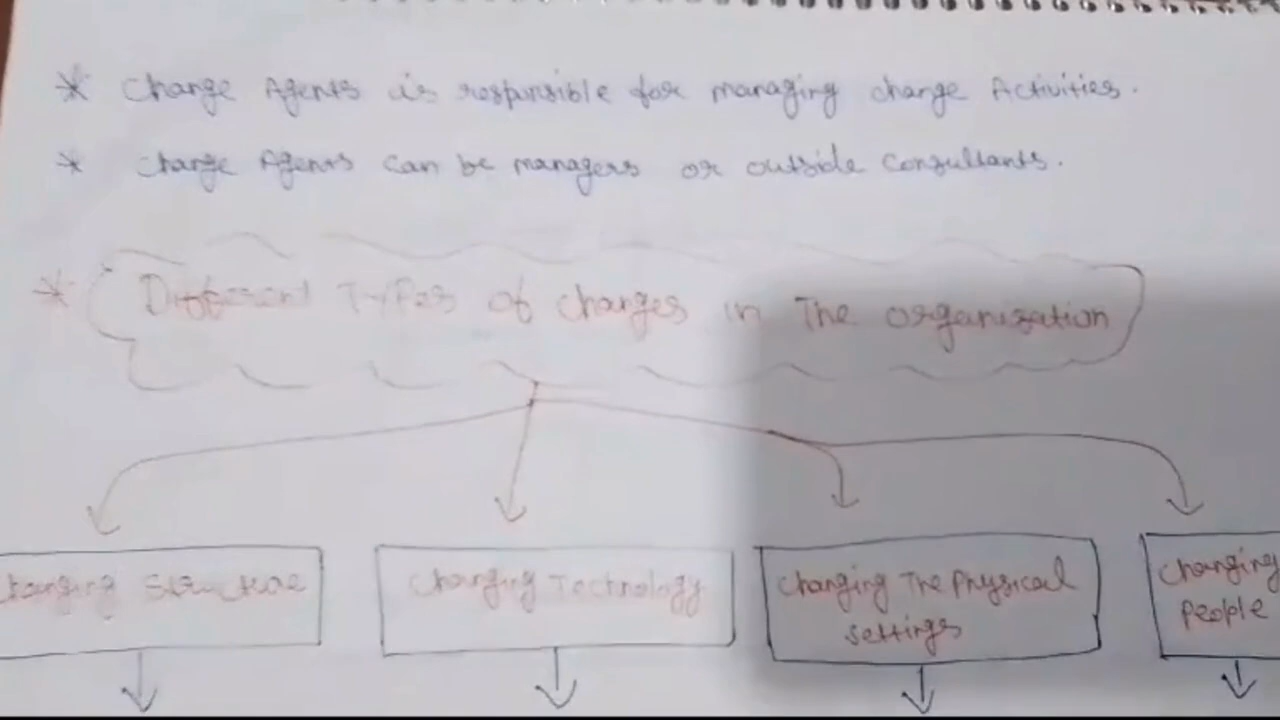 * Change Agents is responsible for managing change Activities.
* Change Agents can be managers or outside Consultants.
* Different Types of changes in The organization
Changing Structure
Changing Technology
Changing The Physical
Settings
Changing
People